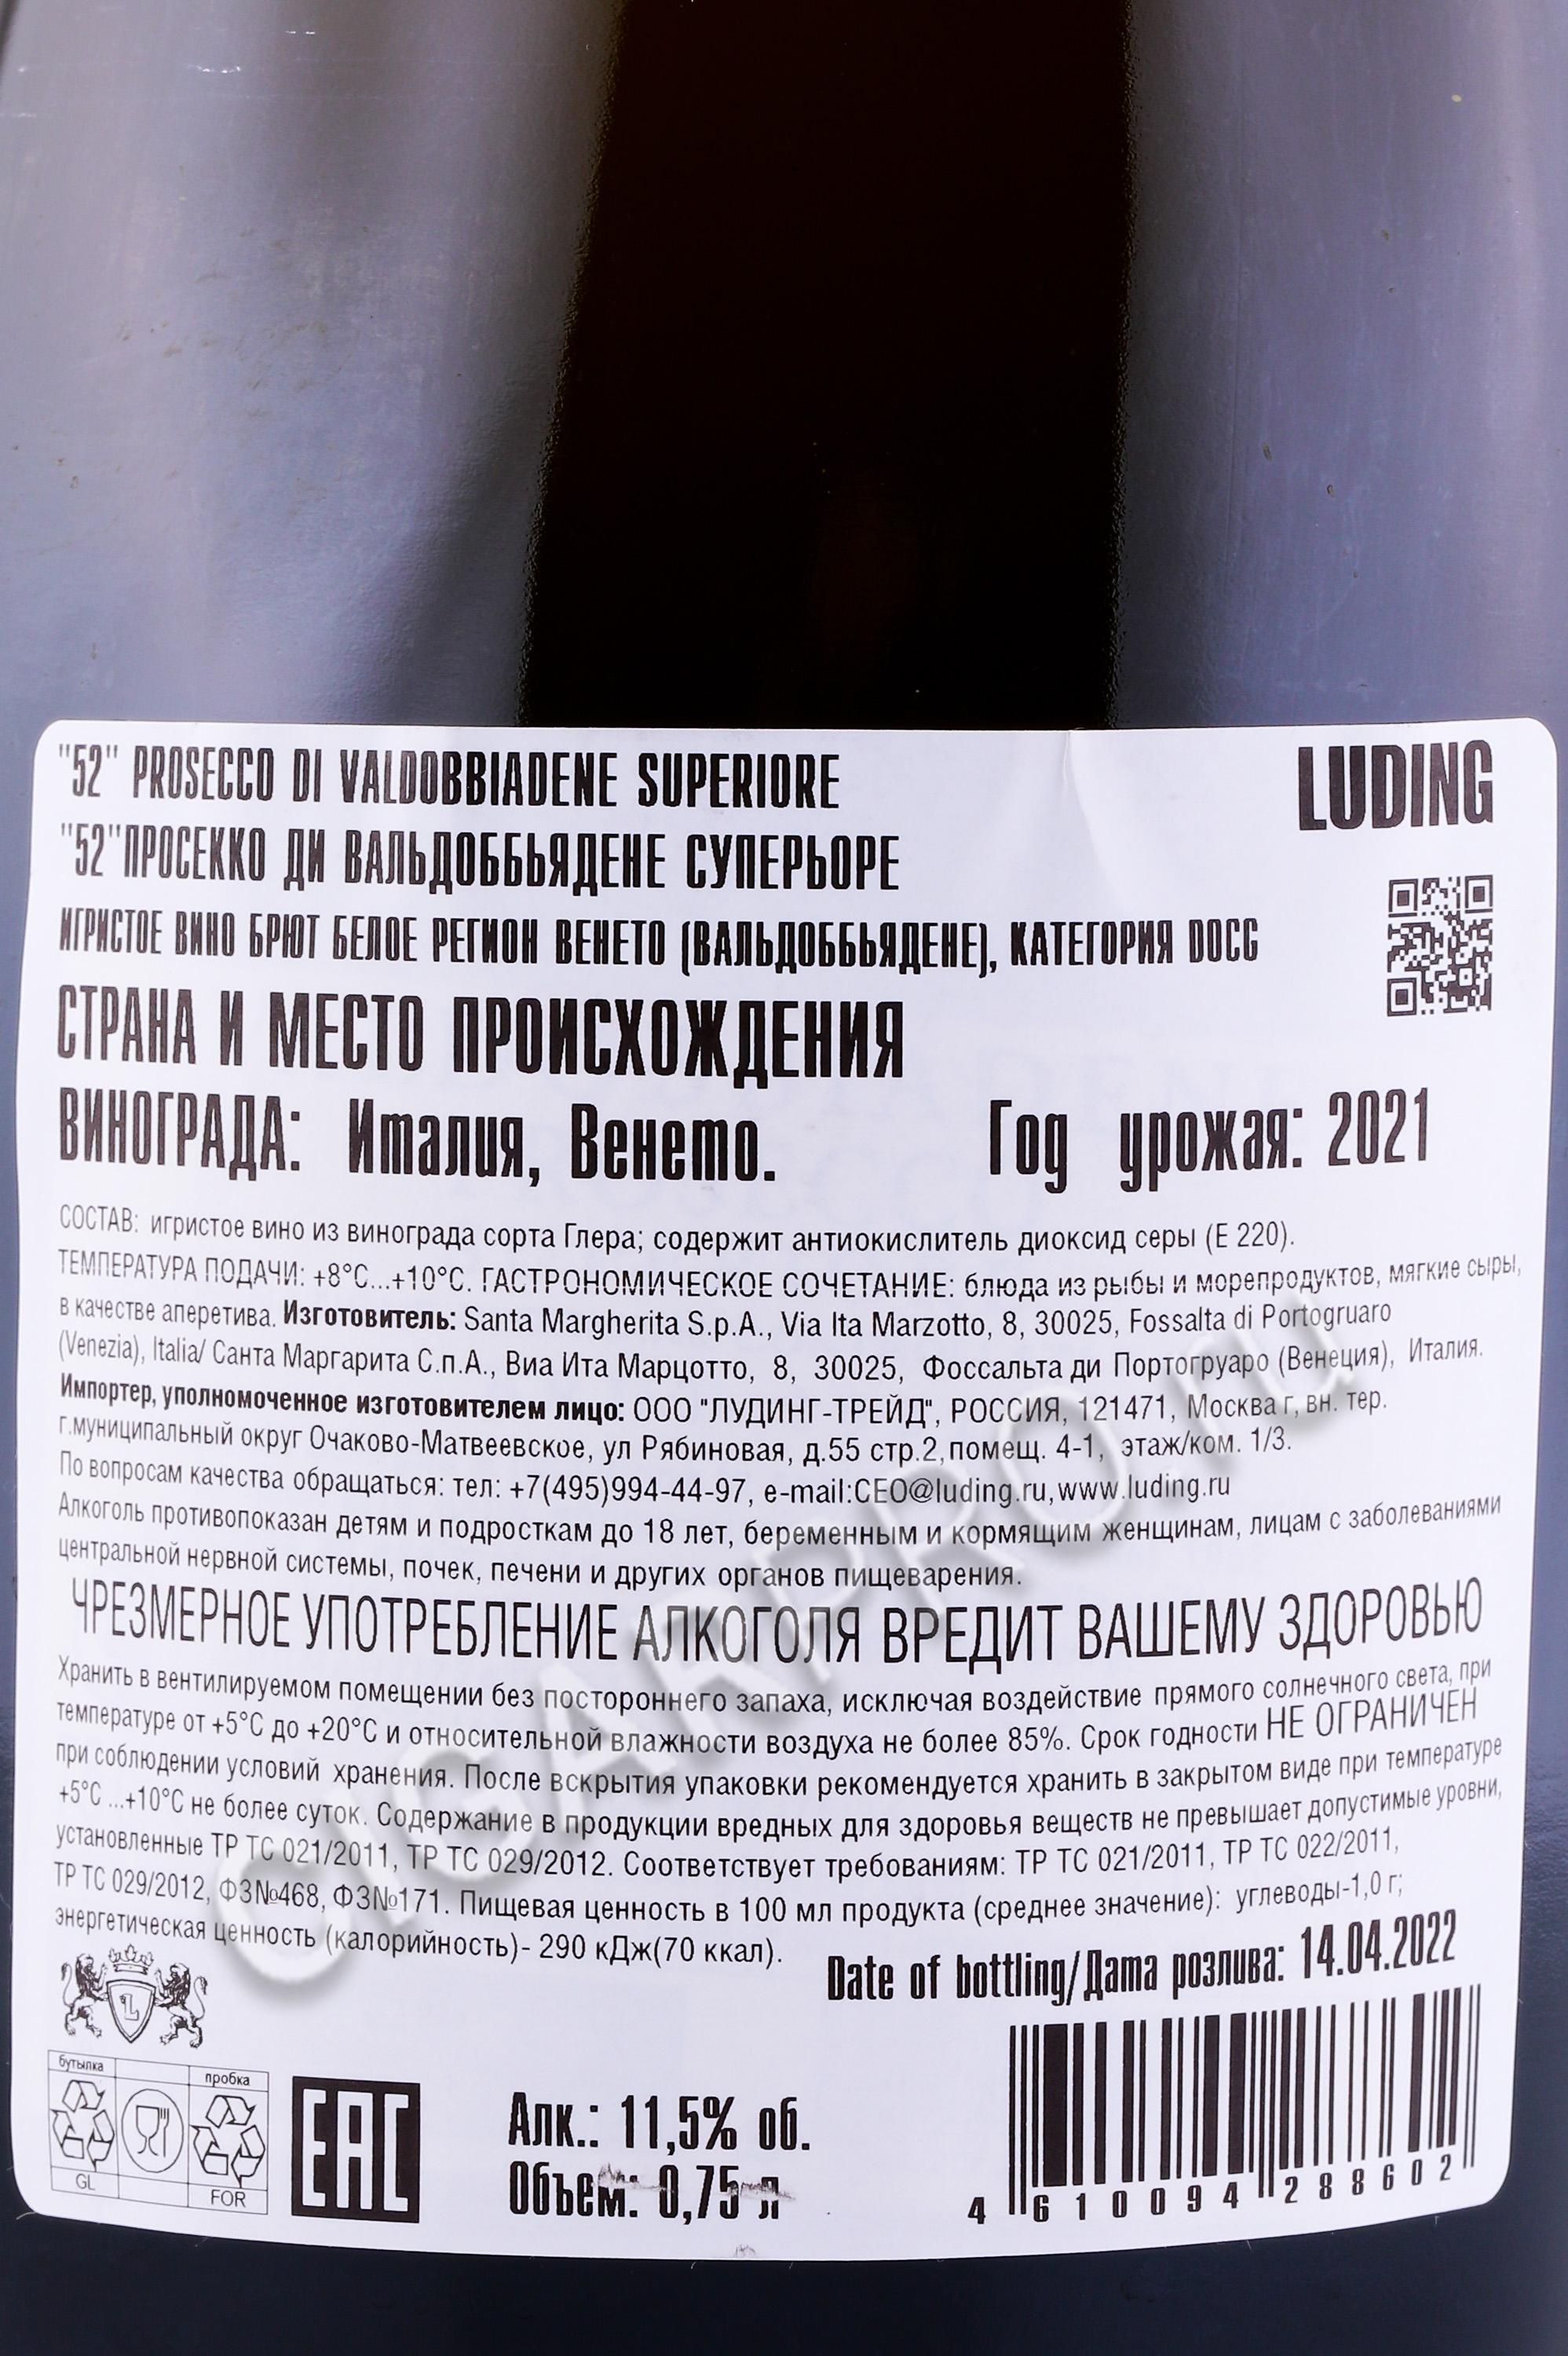 "52" PROSECCO DI VALDOBBIADENE SUPERIORE
LUDING
"52"ПРОСЕККО ДИ ВАЛЬДОББЬЯДЕНЕ СУПЕРЬОРЕ
ИГРИСТОЕ ВИНО БРЮТ БЕЛОЕ РЕГИОН ВЕНЕТО (ВАЛЬДОББЬЯДЕНЕ), КАТЕГОРИЯ DOCG
СТРАНА И МЕСТО ПРОИСХОЖДЕНИЯ
ВИНОГРАДА: Италия, Венето. Год урожая: 2021
СОСТАВ: игристое вино из винограда сорта Глера; содержит антиокислитель диоксид серы (Е 220).
ТЕМПЕРАТУРА ПОДАЧИ: +8°С...+10°С. ГАСТРОНОМИЧЕСКОЕ СОЧЕТАНИЕ: блюда из рыбы и морепродуктов, мягкие сыры,
в качестве аперетива. Изготовитель: Santa Margherita S.p.A., Via Ita Marzotto, 8, 30025, Fossalta di Portogruaro
(Venezia), Italia/ Санта Маргарита С.п.А., Виа Ита Марцотто, 8, 30025, Фоссальта ди Портогруаро (Венеция), Италия.
Импортер, уполномоченное изготовителем лицо: ООО "ЛУДИНГ-ТРЕЙД", РОССИЯ, 121471, Москва г, вн. тер.
г.муниципальный округ Очаково-Матвеевское, ул Рябиновая, д.55 стр.2,помещ. 4-1, этаж/ком. 1/3.
По вопросам качества обращаться: тел: +7(495)994-44-97, e-mail:CEO@luding.ru,www.luding.ru
Алкоголь противопоказан детям и подросткам до 18 лет, беременным и кормящим женщинам, лицам с заболеваниями
центральной нервной системы, почек, печени и других органов пищеварения.
ЧРЕЗМЕРНОЕ УПОТРЕБЛЕНИЕ АЛКОГОЛЯ ВРЕДИТ ВАШЕМУ ЗДОРОВЬЮ
Хранить в вентилируемом помещении без постороннего запаха, исключая воздействие прямого солнечного света, при
температуре от +5°С до +20°С и относительной влажности воздуха не более 85%. Срок годности НЕ ОГРАНИЧЕН
при соблюдении условий хранения. После вскрытия упаковки рекомендуется хранить в закрытом виде при температуре
+5°С ...+10°С не более суток. Содержание в продукции вредных для здоровья веществ не превышает допустимые уровни,
установленные ТР ТС 021/2011, ТР ТС 029/2012. Соответствует требованиям: ТР ТС 021/2011, ТР ТС 022/2011,
ТР ТС 029/2012, ФЗ№468, ФЗ№171. Пищевая ценность в 100 мл продукта (среднее значение): углеводы-1,0 г;
энергетическая ценность (калорийность)- 290 кДж(70 ккал).
Date of bottling/Дата розлива: 14.04.2022
L
бутылка
пробка
GL
FOR
EAC
Алк.: 11,5% об.
Объем: 0,75 л
4 610094 288602
CIGARPRO.ru